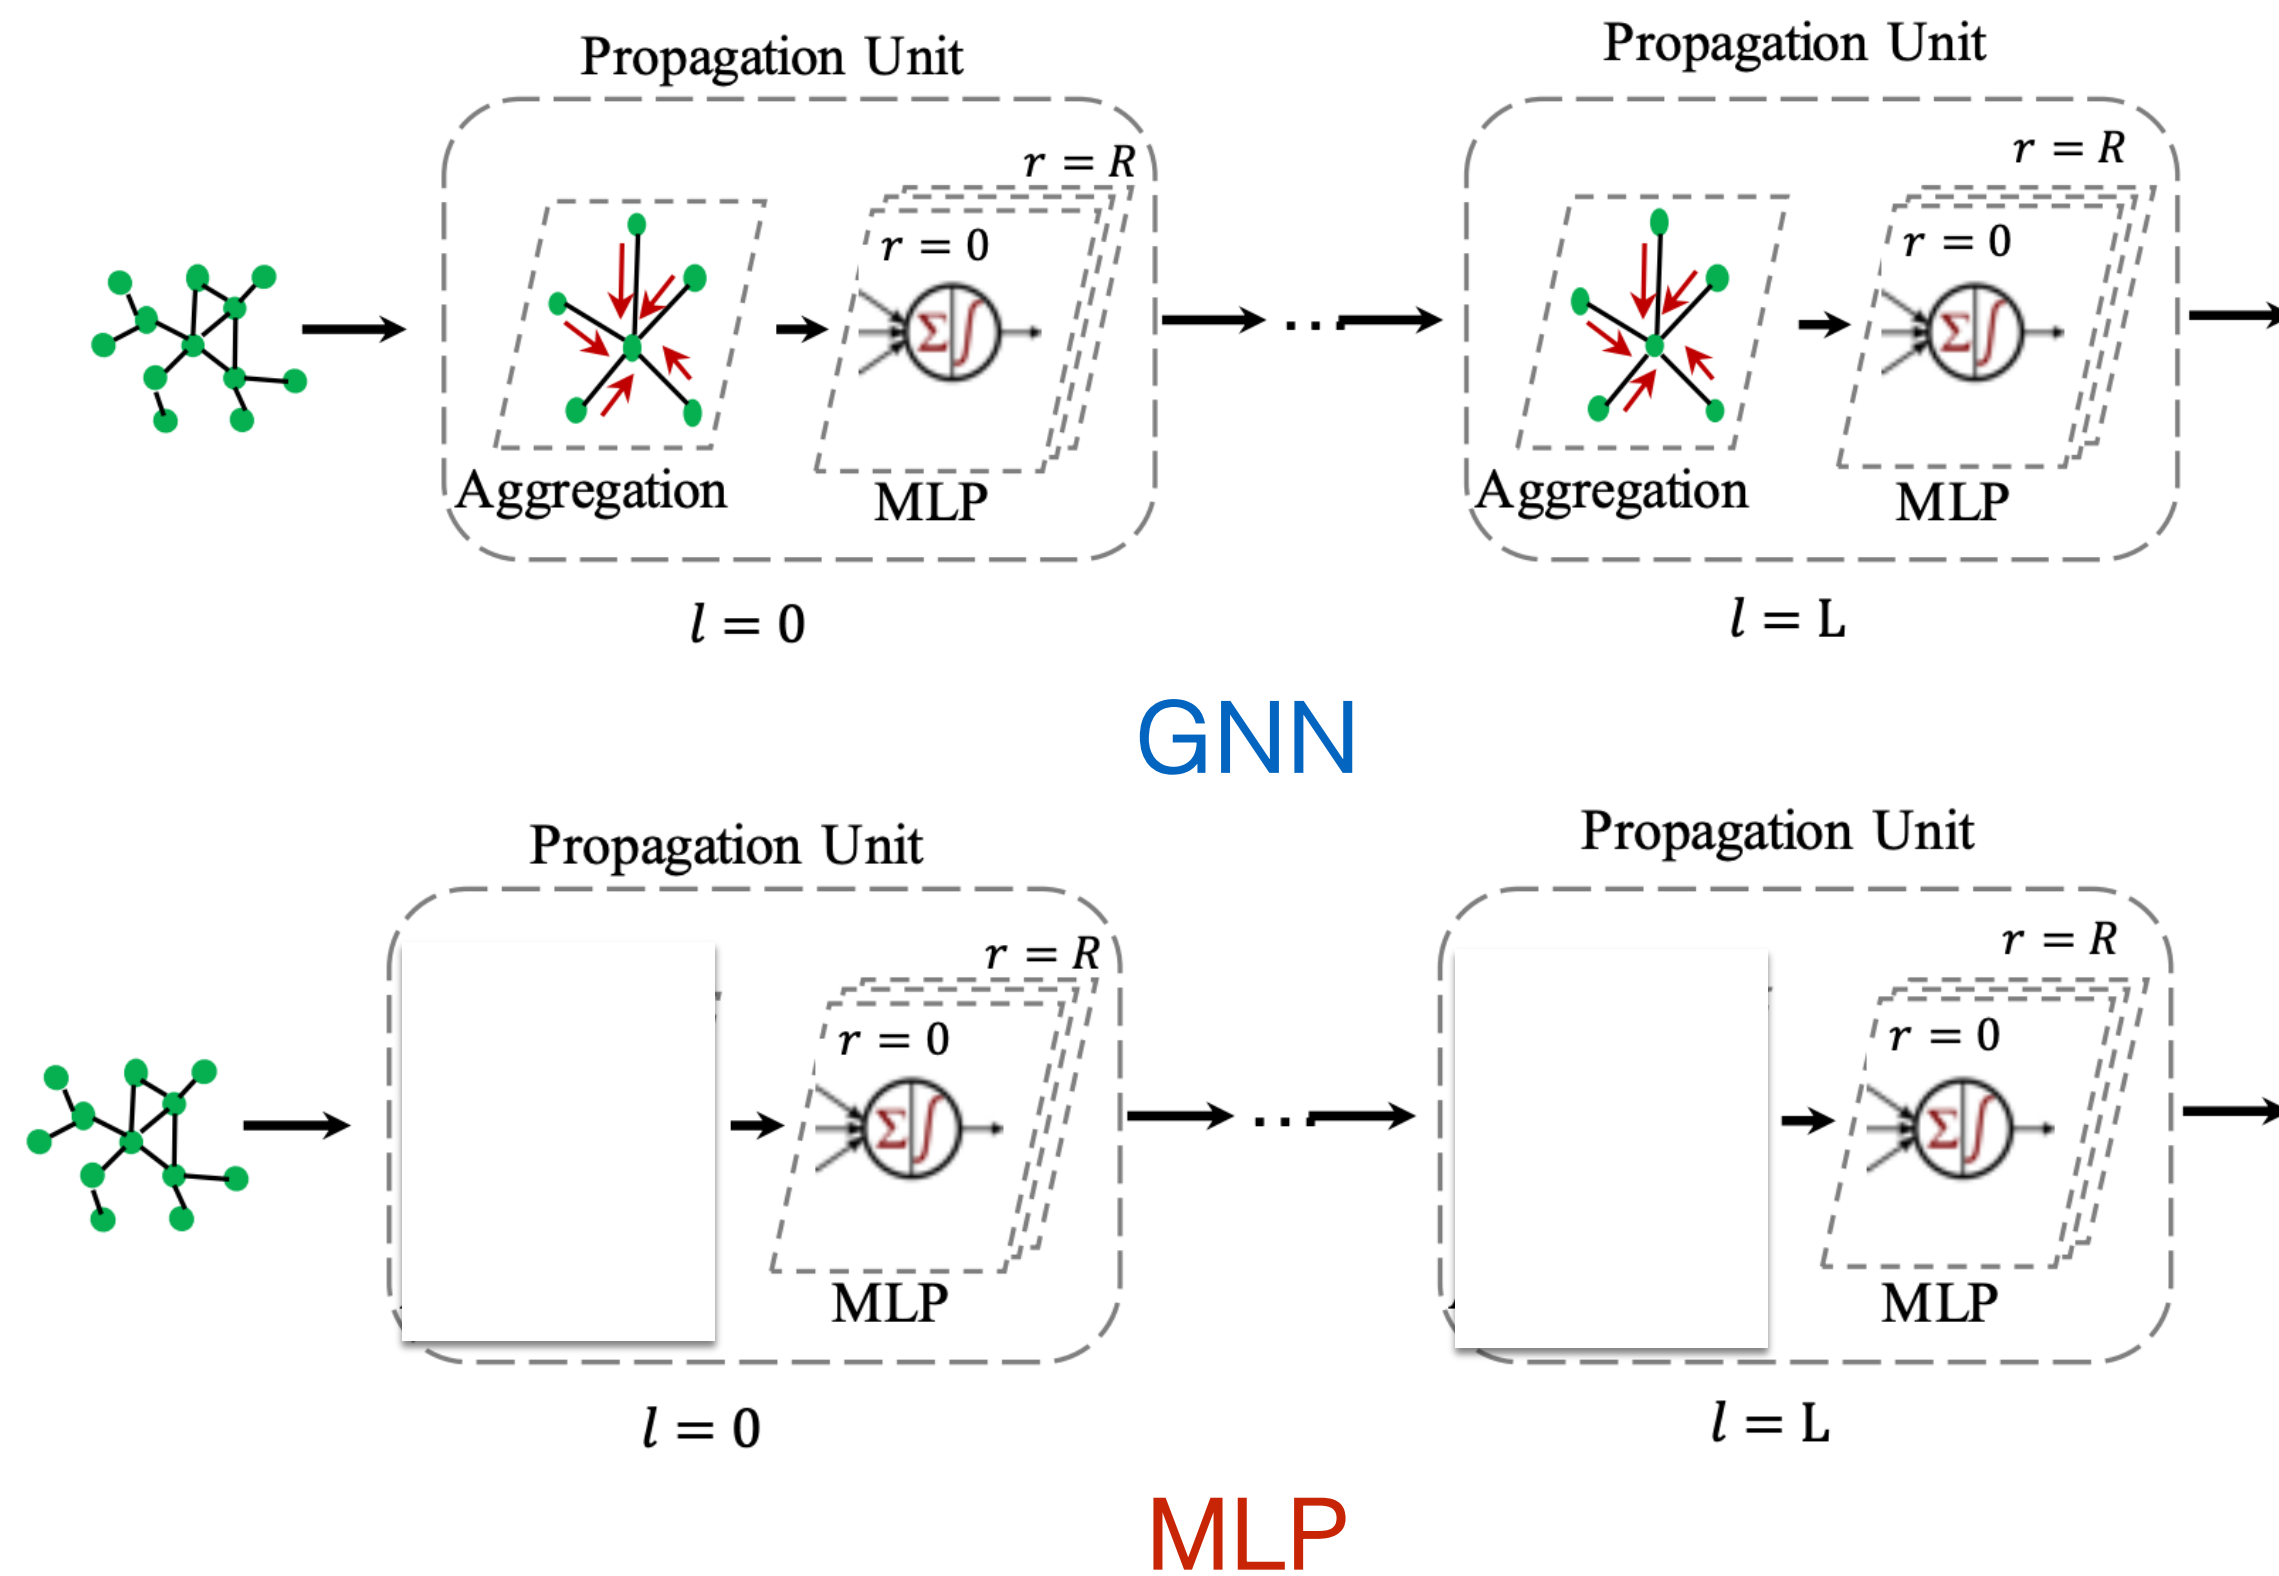 Propagation Unit
Propagation Unit
r = R
r = R
r = 0
r = 0
Σ ∫
Σ ∫
Aggregation
MLP
Aggregation
MLP
...
l = 0
l = L
GNN
Propagation Unit
Propagation Unit
r = R
r = R
r = 0
r = 0
Σ ∫
Σ ∫
...
MLP
MLP
l = 0
l = L
MLP